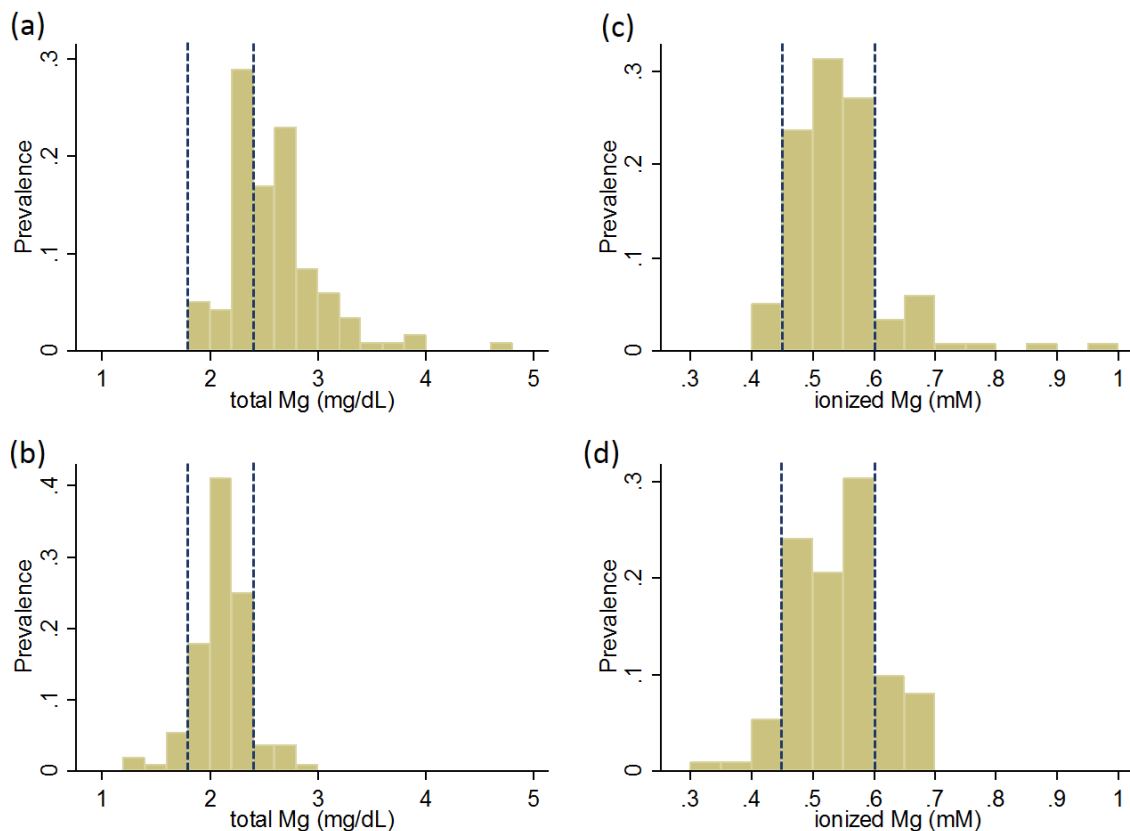 (a)
Prevalence
0 .1 .2 .3
1 2 3 4 5
total Mg (mg/dL)
(c)
Prevalence
0 .1 .2 .3
.3 .4 .5 .6 .7 .8 .9 1
ionized Mg (mM)
(b)
Prevalence
0 .1 .2 .3 .4
1 2 3 4 5
total Mg (mg/dL)
(d)
Prevalence
0 .1 .2 .3
.3 .4 .5 .6 .7 .8 .9 1
ionized Mg (mM)